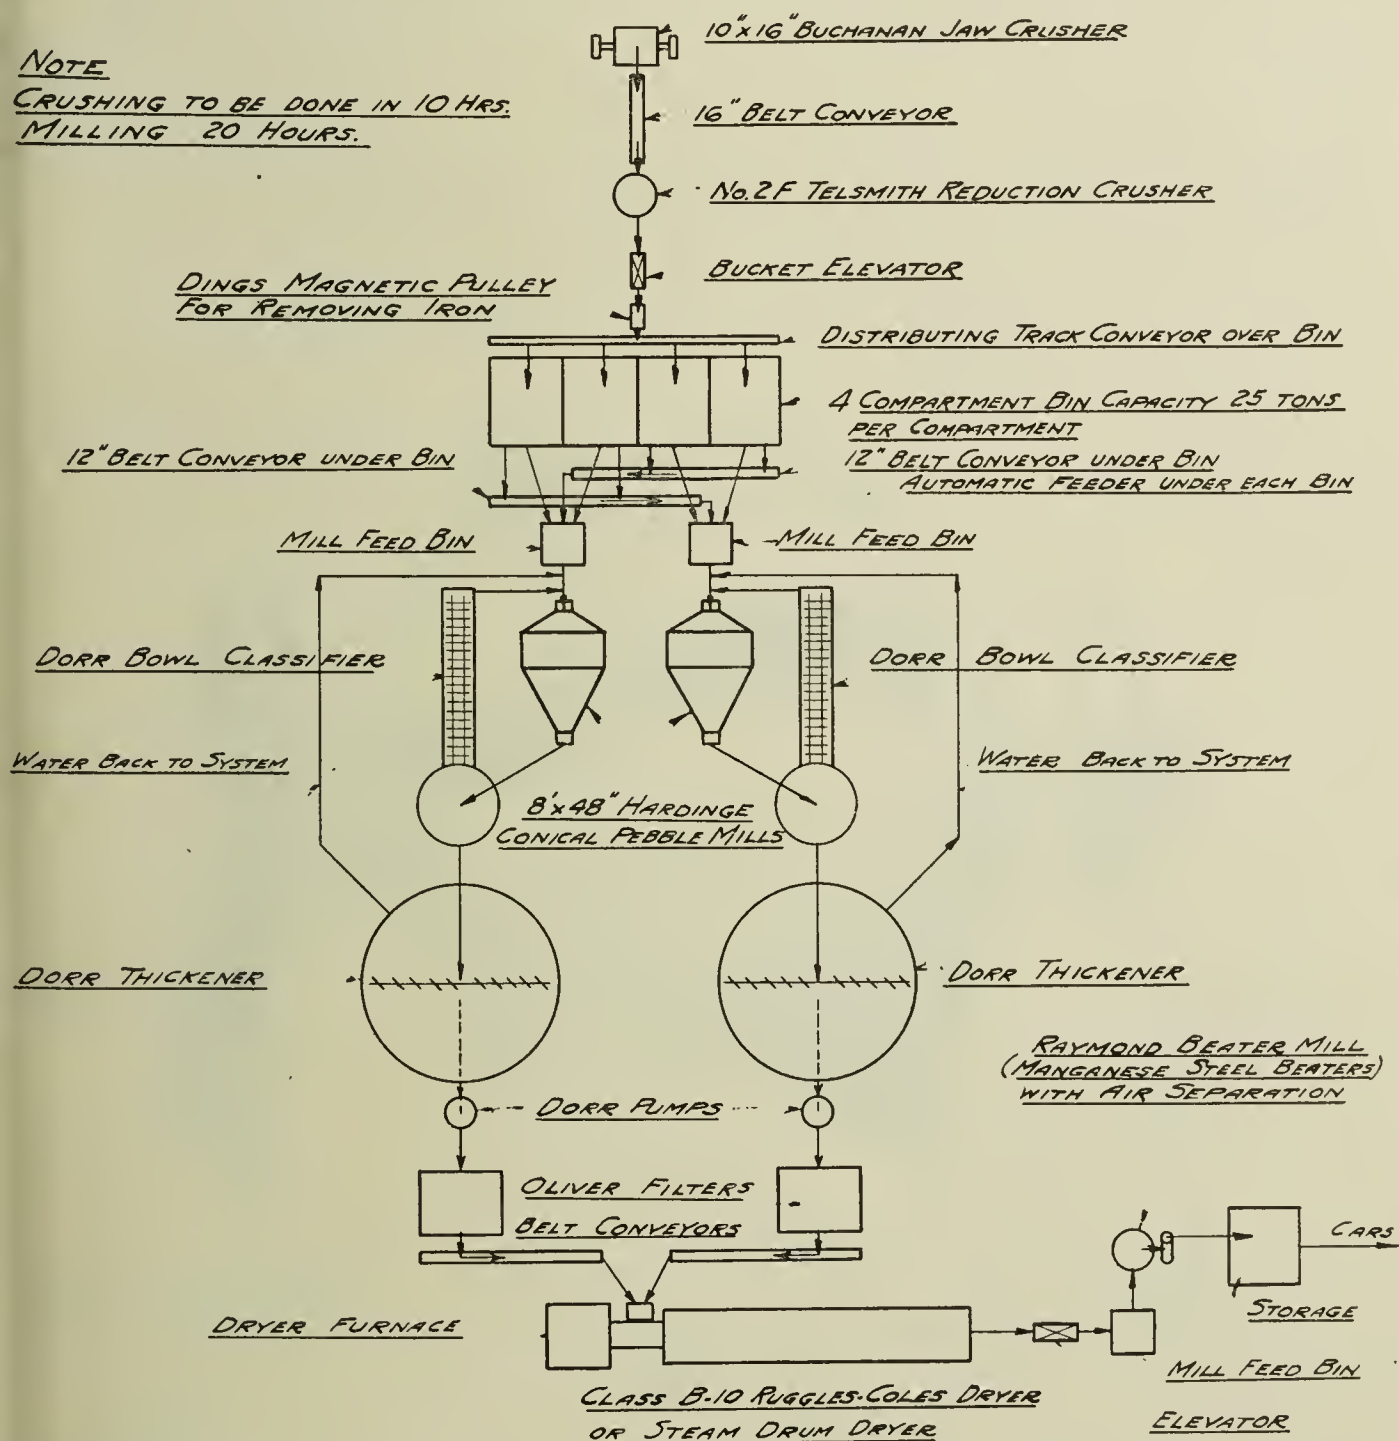 10"x16" BUCHANAN JAW CRUSHER
NOTE
CRUSHING TO BE DONE IN 10 HRS.
MILLING 20 HOURS.
16" BELT CONVEYOR
No. 2F TELSMITH REDUCTION CRUSHER
BUCKET ELEVATOR
DINGS MAGNETIC PULLEY
FOR REMOVING IRON
DISTRIBUTING TRACK CONVEYOR OVER BIN
4 COMPARTMENT BIN CAPACITY 25 TONS
PER COMPARTMENT
12" BELT CONVEYOR UNDER BIN
12" BELT CONVEYOR UNDER BIN
AUTOMATIC FEEDER UNDER EACH BIN
MILL FEED BIN
MILL FEED BIN
DORR BOWL CLASSIFIER
DORR BOWL CLASSIFIER
WATER BACK TO SYSTEM
WATER BACK TO SYSTEM
8'x48" HARDINGE
CONICAL PEBBLE MILLS
DORR THICKENER
DORR THICKENER
RAYMOND BEATER MILL
(MANGANESE STEEL BEATERS)
WITH AIR SEPARATION
DORR PUMPS
OLIVER FILTERS
BELT CONVEYORS
CARS
STORAGE
DRYER FURNACE
MILL FEED BIN
CLASS B-10 RUGGLES-COLES DRYER
OR STEAM DRUM DRYER
ELEVATOR